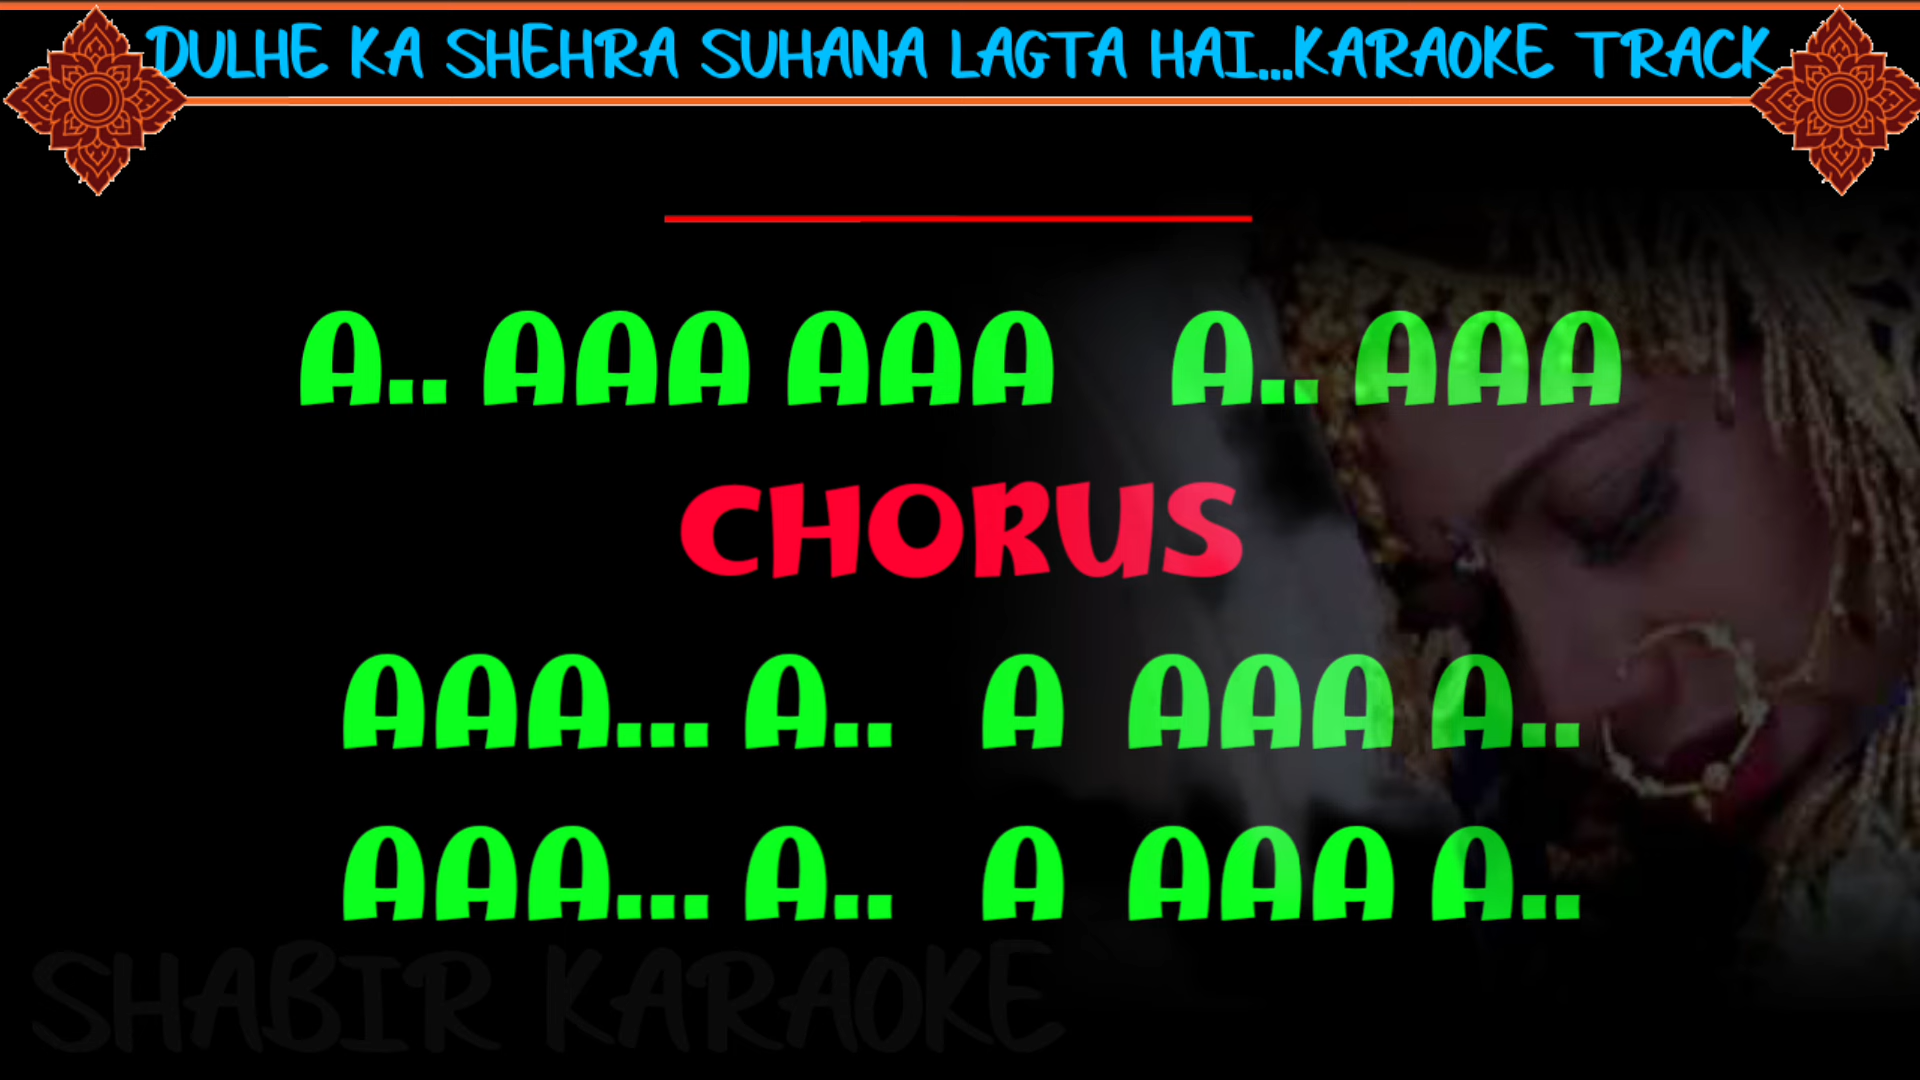 DULHE KA SHEHRA SUHANA LAGTA HAI...KARAOKE TRACK
A.. AAA AAA A.. AAA
CHORUS
AAA... A.. A AAA A..
AAA... A.. A AAA A..
SHABIR KARAOKE